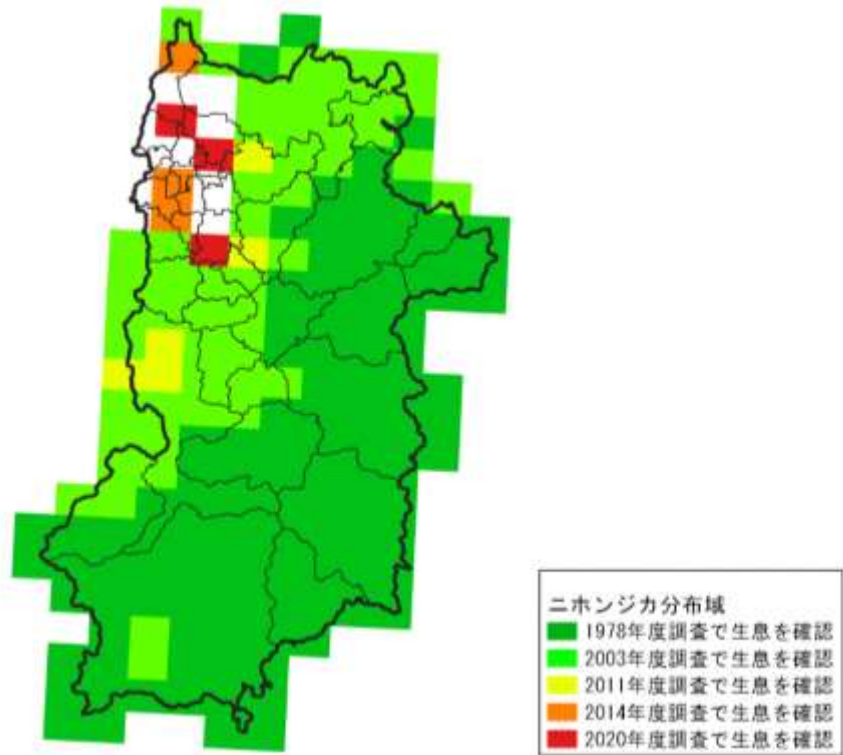 ニホンジカ分布域
1978年度調査で生息を確認
2003年度調査で生息を確認
2011年度調査で生息を確認
2014年度調査で生息を確認
2020年度調査で生息を確認